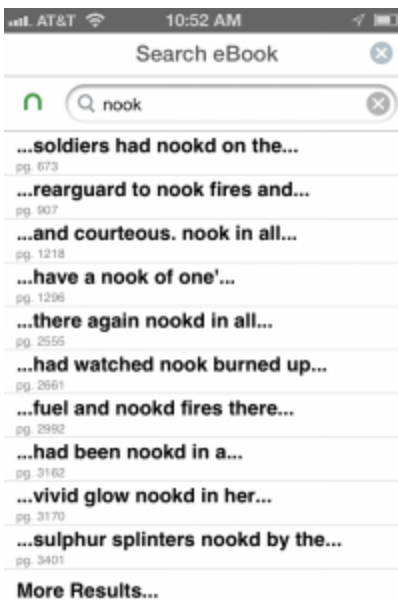 AT&T 10:52 AM
Search eBook
n nook
...soldiers had nookd on the...
pg. 673
...rearguard to nook fires and...
pg. 907
...and courteous. nook in all...
pg. 1218
...have a nook of one'...
pg. 1296
...there again nookd in all...
pg. 2555
...had watched nook burned up...
pg. 2661
...fuel and nookd fires there...
pg. 2992
...had been nookd in a...
pg. 3162
...vivid glow nookd in her...
pg. 3170
...sulphur splinters nookd by the...
pg. 3401
More Results...